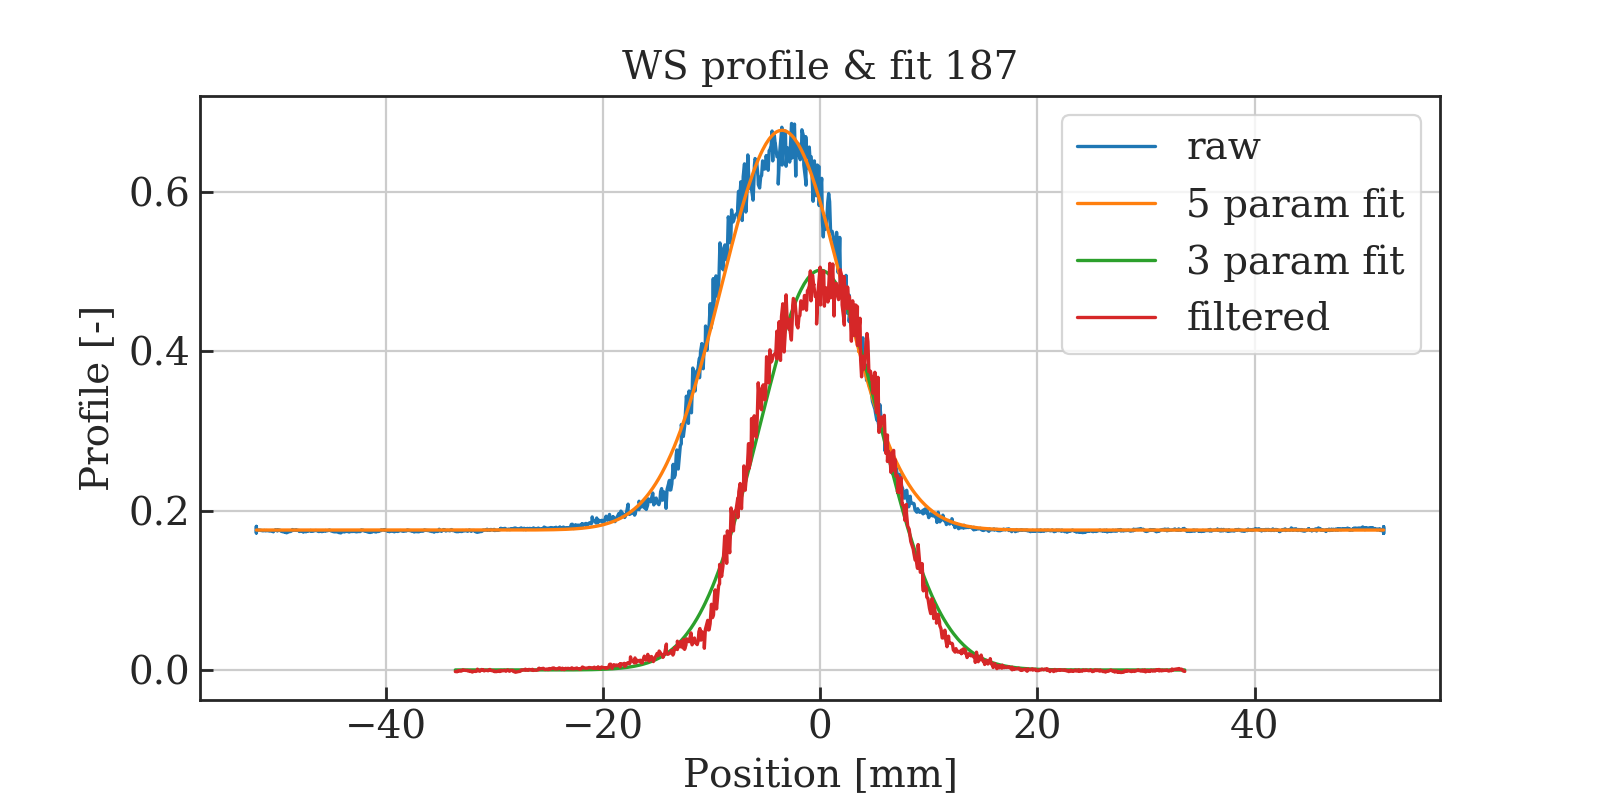 WS profile & fit 187
raw
5 param fit
3 param fit
filtered
Profile [-]
0.6
0.4
0.2
0.0
−40
−20
0
20
40
Position [mm]